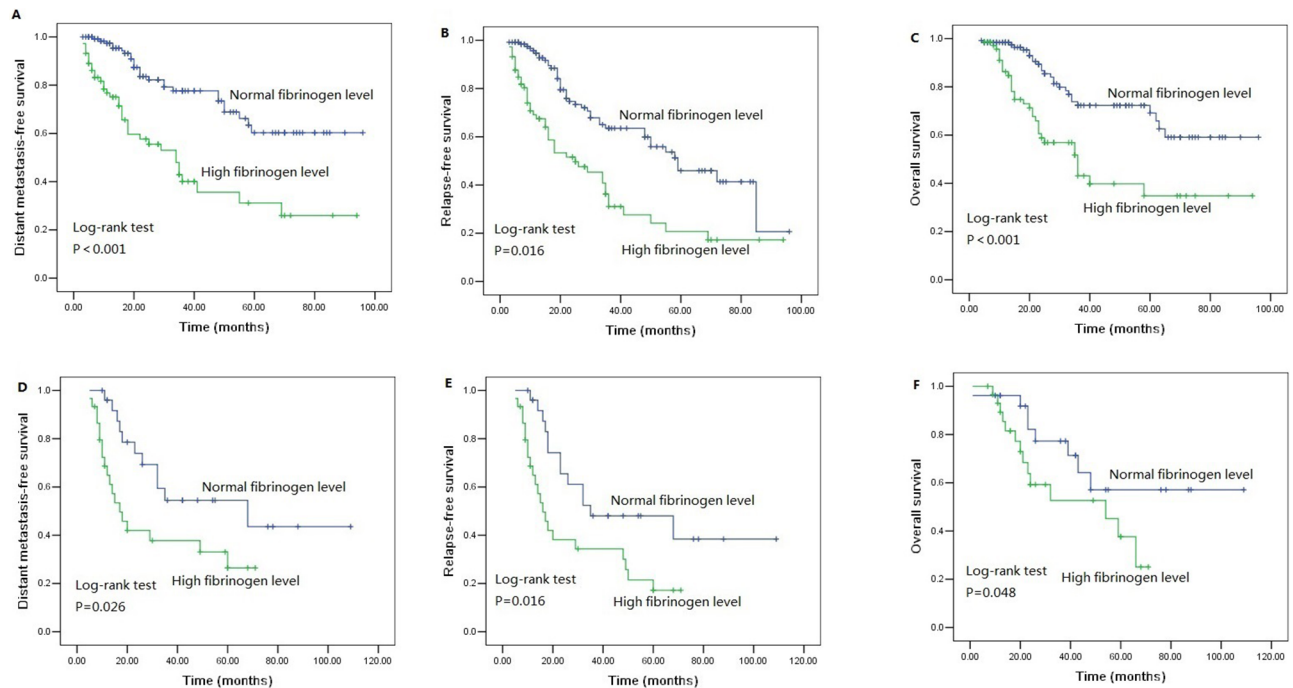 A
Distant metastasis-free survival
1.0
0.8
0.6
0.4
0.2
0.0
Normal fibrinogen level
High fibrinogen level
Log-rank test
P<0.001
0.00 20.00 40.00 60.00 80.00 100.00
Time (months)
B
Relapse-free survival
1.0
0.8
0.6
0.4
0.2
0.0
Normal fibrinogen level
Log-rank test
P=0.016
High fibrinogen level
0.00 20.00 40.00 60.00 80.00 100.00
Time (months)
C
Overall survival
1.0
0.8
0.6
0.4
0.2
0.0
Normal fibrinogen level
High fibrinogen level
Log-rank test
P<0.001
0.00 20.00 40.00 60.00 80.00 100.00
Time (months)
D
Distant metastasis-free survival
1.0
0.8
0.6
0.4
0.2
0.0
Normal fibrinogen level
High fibrinogen level
Log-rank test
P=0.026
0.00 20.00 40.00 60.00 80.00 100.00 120.00
Time (months)
E
Relapse-free survival
1.0
0.8
0.6
0.4
0.2
0.0
Normal fibrinogen level
Log-rank test
P=0.016
High fibrinogen level
0.00 20.00 40.00 60.00 80.00 100.00 120.00
Time (months)
F
Overall survival
1.0
0.8
0.6
0.4
0.2
0.0
Normal fibrinogen level
Log-rank test
High fibrinogen level
P=0.048
0.00 20.00 40.00 60.00 80.00 100.00 120.00
Time (months)